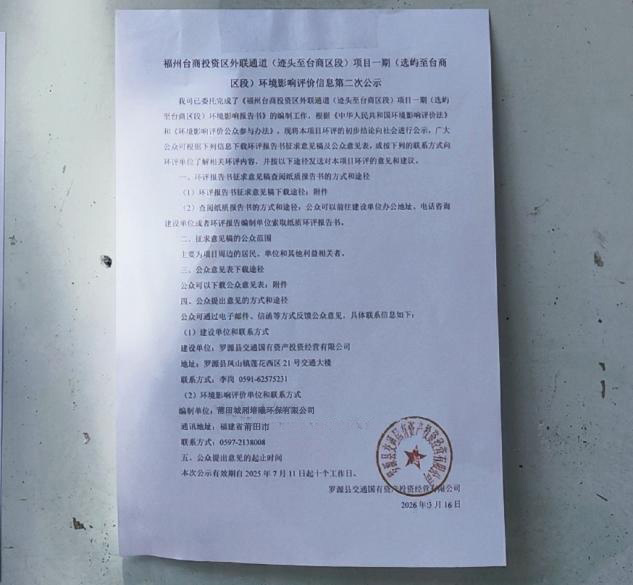 福州台商投资区外联通道（迹头至台商区段）项目一期（选屿至台商
区段）环境影响评价信息第二次公示
我司已委托完成了《福州台商投资区外联通道（迹头至台商区段）项目一期（选屿
至台商区段）环境影响报告书》的编制工作，根据《中华人民共和国环境影响评价法》
和《环境影响评价公众参与办法》，现将本项目环评的初步结论向社会进行公示，广大
公众可根据下列信息下载环评报告书征求意见稿及公众意见表，或按下列的联系方式向
环评单位了解相关环评内容，并按以下途径发送对本项目环评的意见和建议。
一、环评报告书征求意见稿查阅纸质报告书的方式和途径
（1）环评报告书征求意见稿下载途径：附件
（2）查阅纸质报告书的方式和途径：公众可以前往建设单位办公地址、电话咨询
建设单位或者环评报告编制单位索取纸质环评报告书。
二、征求意见稿的公众范围
主要为项目周边的居民、单位和其他利益相关者。
三、公众意见表下载途径
公众可以下载公众意见表：附件
四、公众提出意见的方式和途径
公众可通过电子邮件、信函等方式反馈公众意见，具体联系信息如下：
（1）建设单位和联系方式
建设单位：罗源县交通国有资产投资经营有限公司
地址：罗源县凤山镇莲花西区 21 号交通大楼
联系方式：李岗 0591-62575231
（2）环境影响评价单位和联系方式
编制单位：莆田城湘培曦环保有限公司
通讯地址：福建省莆田市
联系方式：0597-2138008
五、公众提出意见的起止时间
本次公示有效期自 2025 年 7 月 11 日起十个工作日。
罗源县交通国有资产投资经营有限公司
2026 年 3 月 16 日